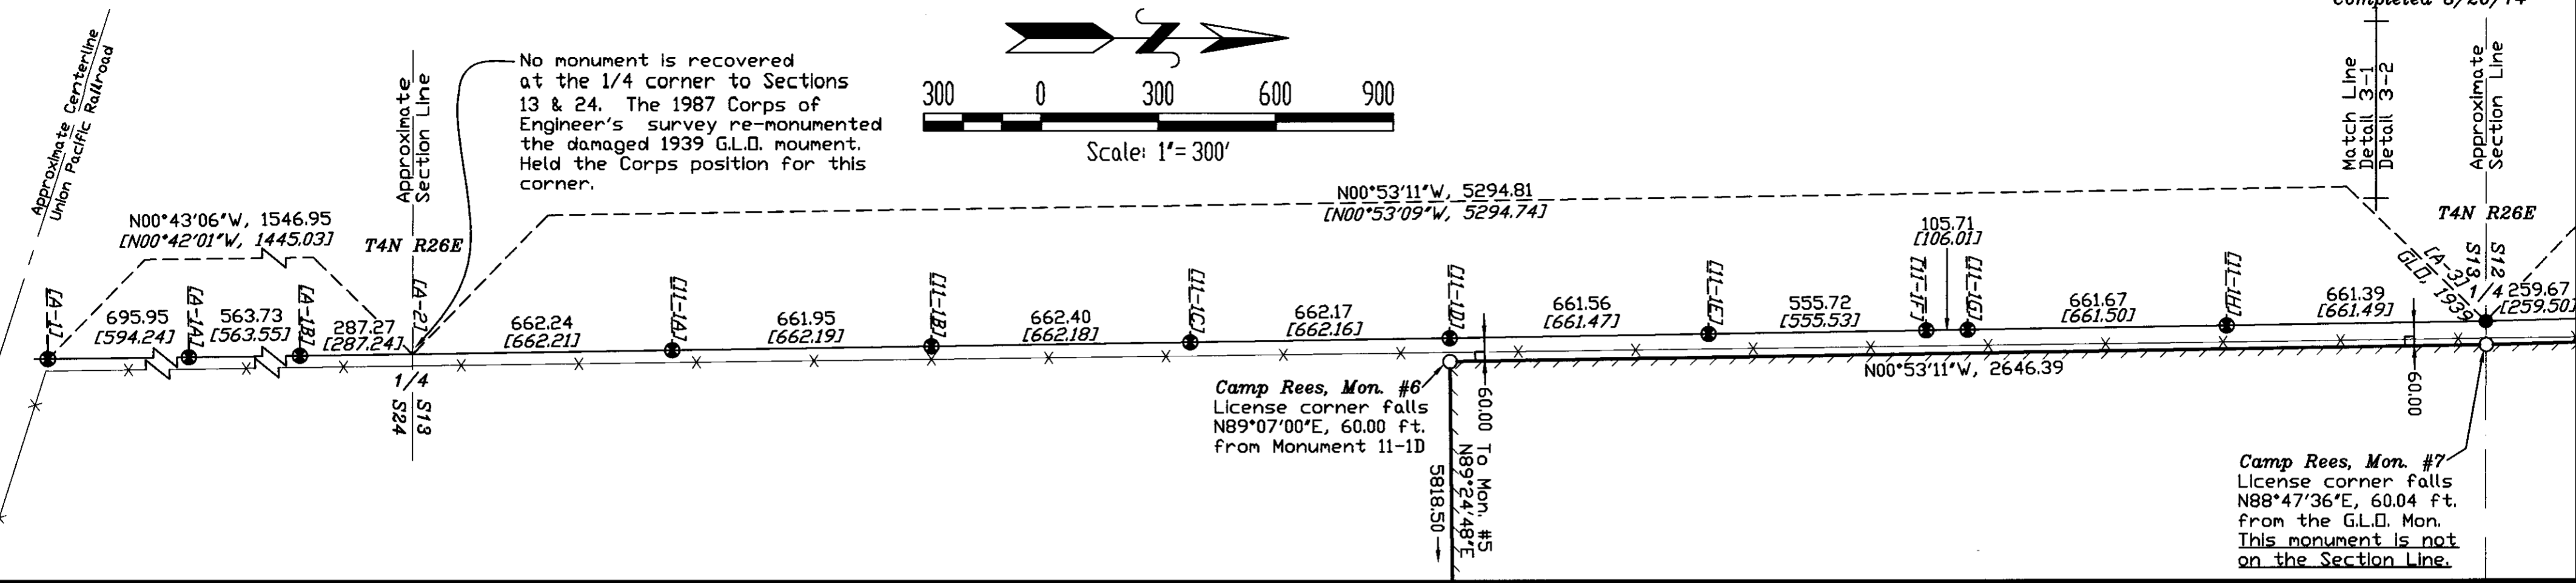 Completed 8/20/14
Approximate Centerline
Union Pacific Railroad
Approximate
Section Line
No monument is recovered
at the 1/4 corner to Sections
13 & 24. The 1987 Corps of
Engineer's survey re-monumented
the damaged 1939 G.L.O. moument.
Held the Corps position for this
corner.
Z
300 0 300 600 900
Scale: 1"= 300'
Match Line
Detail 3-1
Detail 3-2
Approximate
Section Line
N00°43'06"W, 1546.95
[N00°42'01"W, 1445.03]
T4N R26E
N00°53'11"W, 5294.81
[N00°53'09"W, 5294.74]
T4N R26E
S13
S12
[A-3]
GLO, 1939
1/4
[A-1]
695.95
[594.24]
[A-1A]
563.73
[563.55]
[A-1B]
287.27
[287.24]
[A-2]
662.24
[662.21]
[1L-1A]
661.95
[662.19]
[1L-1B]
662.40
[662.18]
[1L-1C]
662.17
[662.16]
[1L-1D]
661.56
[661.47]
[1L-1E]
555.72
[555.53]
[1T-1F]
105.71
[106.01]
[1L-1G]
661.67
[661.50]
[1L-1H]
661.39
[661.49]
259.67
[259.50]
1/4
S24
S13
Camp Rees, Mon. #6
License corner falls
N89°07'00"E, 60.00 ft.
from Monument 11-1D
60.00 To Mon. #5
N89°24'48"E
5818.50
N00°53'11"W, 2646.39
60.00
Camp Rees, Mon. #7
License corner falls
N88°47'36"E, 60.04 ft.
from the G.L.O. Mon.
This monument is not
on the Section Line.